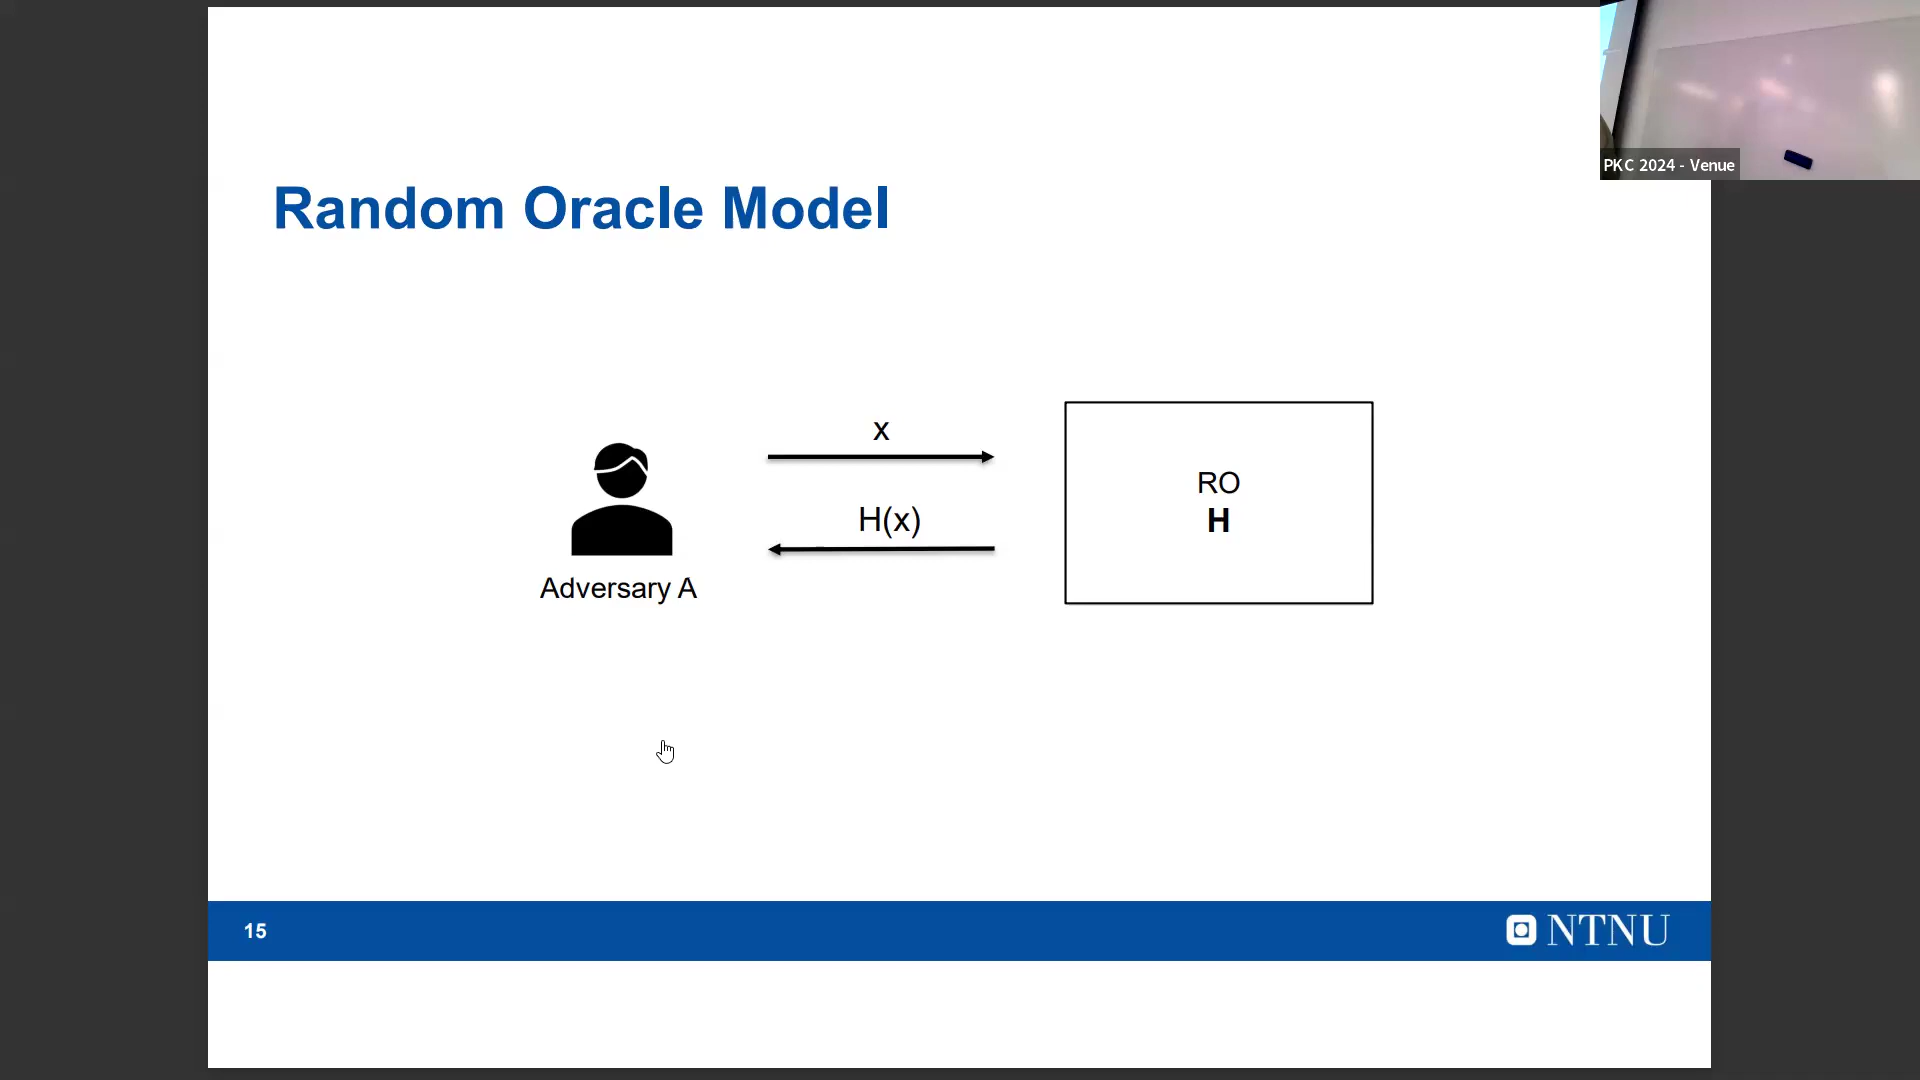 PKC 2024 - Venue
Random Oracle Model
x
H(x)
RO
H
Adversary A
15
NTNU